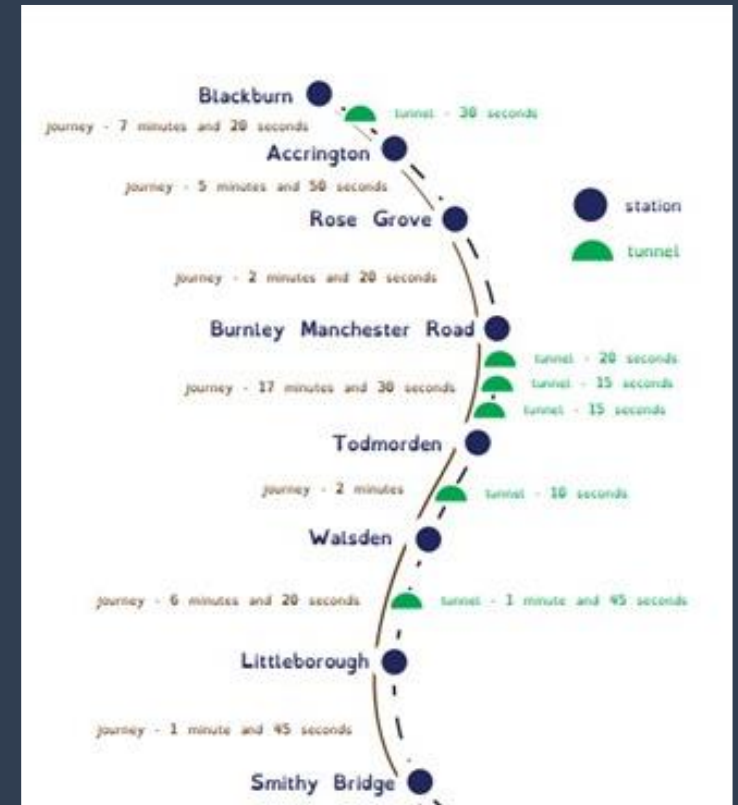 Blackburn
tunnel - 30 seconds
journey - 7 minutes and 20 seconds
Accrington
journey - 5 minutes and 50 seconds
Rose Grove
station
tunnel
journey - 2 minutes and 20 seconds
Burnley Manchester Road
tunnel - 20 seconds
tunnel - 15 seconds
journey - 17 minutes and 30 seconds
tunnel - 15 seconds
Todmorden
journey - 2 minutes
tunnel - 10 seconds
Walsden
journey - 6 minutes and 20 seconds
tunnel - 1 minute and 45 seconds
Littleborough
journey - 1 minute and 45 seconds
Smithy Bridge